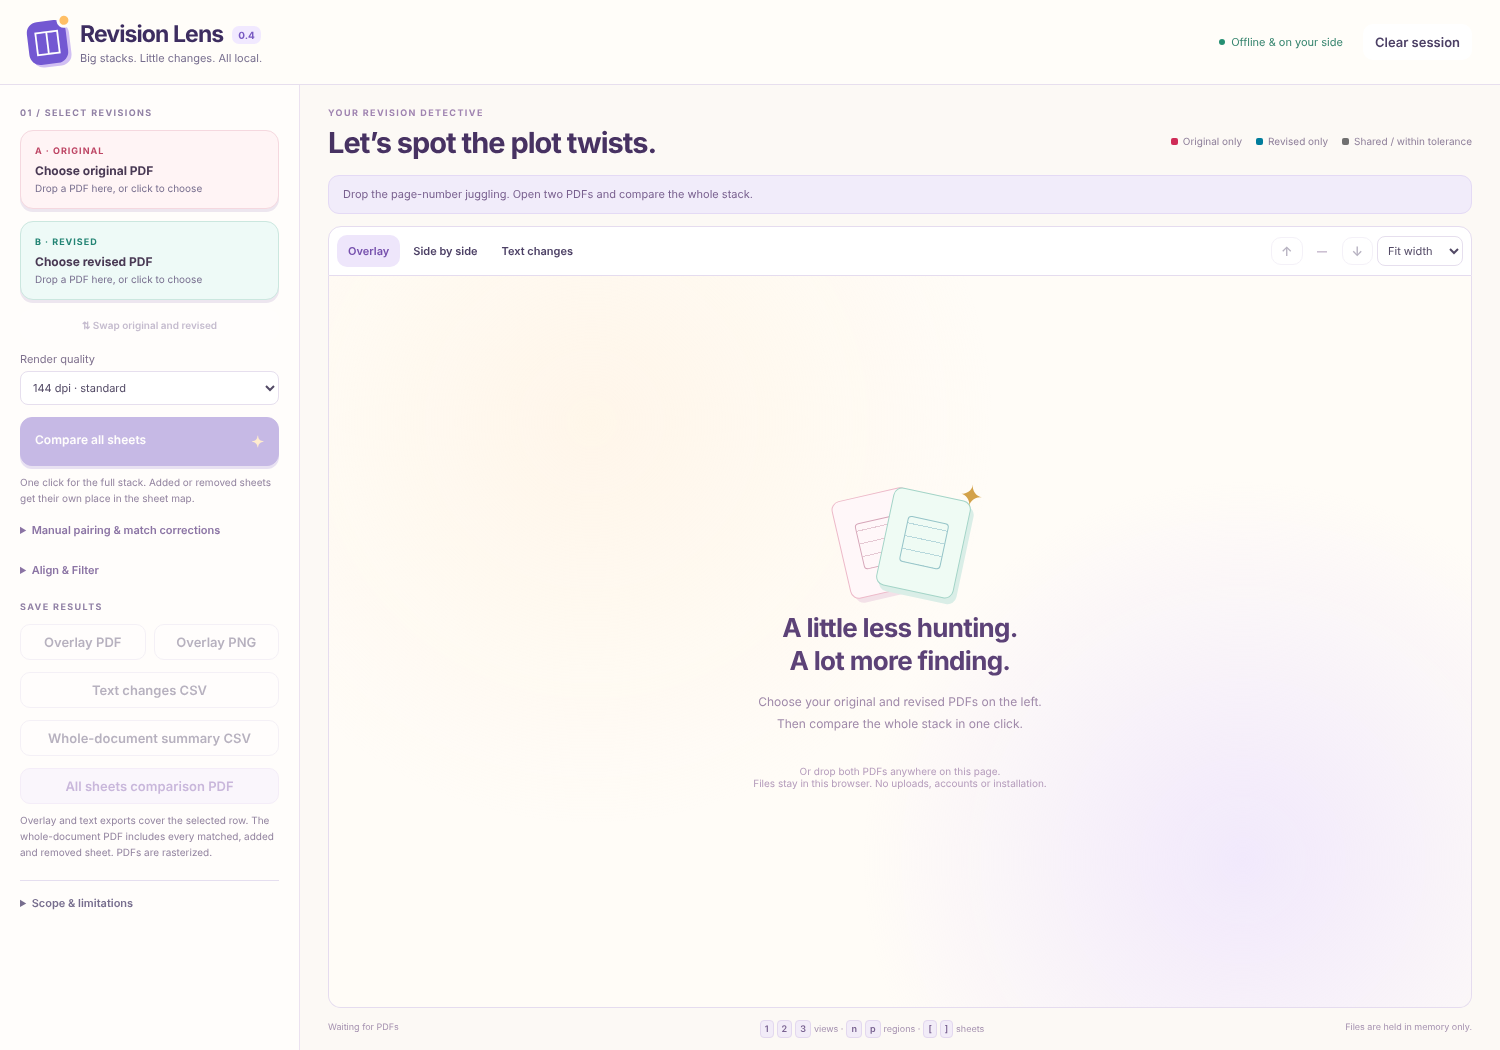 Revision Lens 0.4
Big stacks. Little changes. All local.
Offline & on your side
Clear session
01 / SELECT REVISIONS
A · ORIGINAL
Choose original PDF
Drop a PDF here, or click to choose
B · REVISED
Choose revised PDF
Drop a PDF here, or click to choose
⇅ Swap original and revised
Render quality
144 dpi · standard
Compare all sheets
One click for the full stack. Added or removed sheets
get their own place in the sheet map.
Manual pairing & match corrections
Align & Filter
SAVE RESULTS
Overlay PDF
Overlay PNG
Text changes CSV
Whole-document summary CSV
All sheets comparison PDF
Overlay and text exports cover the selected row. The
whole-document PDF includes every matched, added
and removed sheet. PDFs are rasterized.
Scope & limitations
YOUR REVISION DETECTIVE
Let’s spot the plot twists.
Original only
Revised only
Shared / within tolerance
Drop the page-number juggling. Open two PDFs and compare the whole stack.
Overlay
Side by side
Text changes
↑ — ↓
Fit width
A little less hunting.
A lot more finding.
Choose your original and revised PDFs on the left.
Then compare the whole stack in one click.
Or drop both PDFs anywhere on this page.
Files stay in this browser. No uploads, accounts or installation.
Waiting for PDFs
1 2 3 views · n p regions · [ ] sheets
Files are held in memory only.